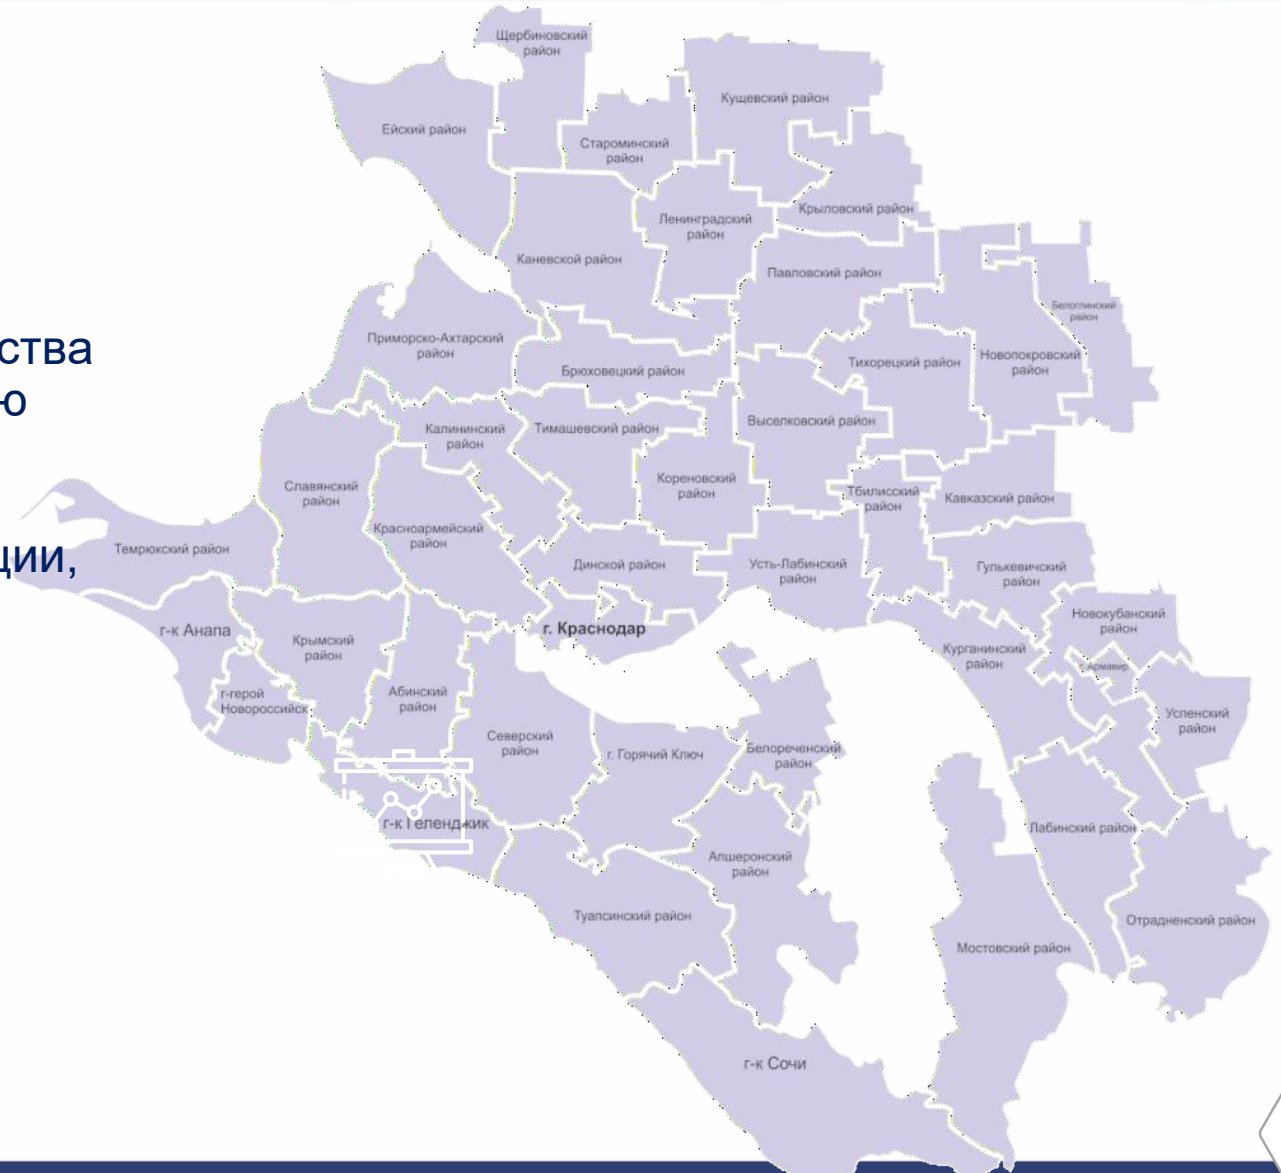 Щербиновский
район
Кущевский район
Ейский район
Староминский
район
Крыловский район
Ленинградский
район
Каневской район
Павловский район
Белоглинский
район
ства
Приморско-Ахтарский
район
Брюховецкий район
Тихорецкий район
Новопокровский
район
ю
Калининский
район
Тимашевский район
Выселковский район
Славянский
район
Кореновский
район
Тбилисский
район
Кавказский район
Красноармейский
район
Темрюкский район
ции,
Динской район
Усть-Лабинский
район
Гулькевичский
район
г-к Анапа
Крымский
район
г. Краснодар
Новокубанский
район
Курганинский
район
г. Армавир
г-герой
Новороссийск
Абинский
район
Успенский
район
Северский
район
г. Горячий Ключ
Белореченский
район
г-к Геленджик
Лабинский район
Апшеронский
район
Туапсинский район
Отрадненский район
Мостовский район
г-к Сочи